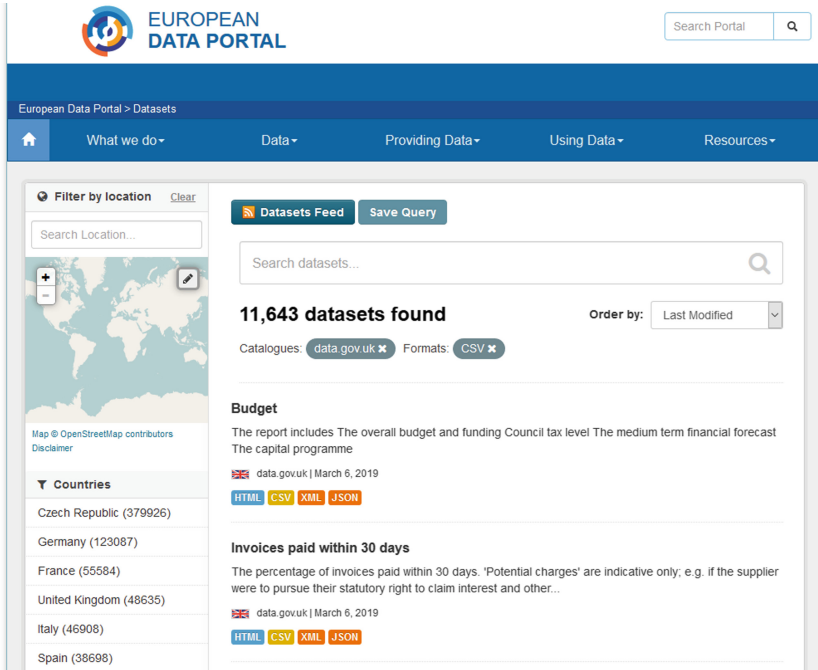 EUROPEAN
DATA PORTAL
Search Portal
European Data Portal > Datasets
What we do
Data
Providing Data
Using Data
Resources
Filter by location Clear
Search Location...
+
-
Map © OpenStreetMap contributors
Disclaimer
Countries
Czech Republic (379926)
Germany (123087)
France (55584)
United Kingdom (48635)
Italy (46908)
Spain (38698)
Datasets Feed Save Query
Search datasets...
11,643 datasets found
Order by: Last Modified
Catalogues: data.gov.uk ✖ Formats: CSV ✖
Budget
The report includes The overall budget and funding Council tax level The medium term financial forecast
The capital programme
data.gov.uk | March 6, 2019
HTML CSV XML JSON
Invoices paid within 30 days
The percentage of invoices paid within 30 days. 'Potential charges' are indicative only; e.g. if the supplier
were to pursue their statutory right to claim interest and other...
data.gov.uk | March 6, 2019
HTML CSV XML JSON